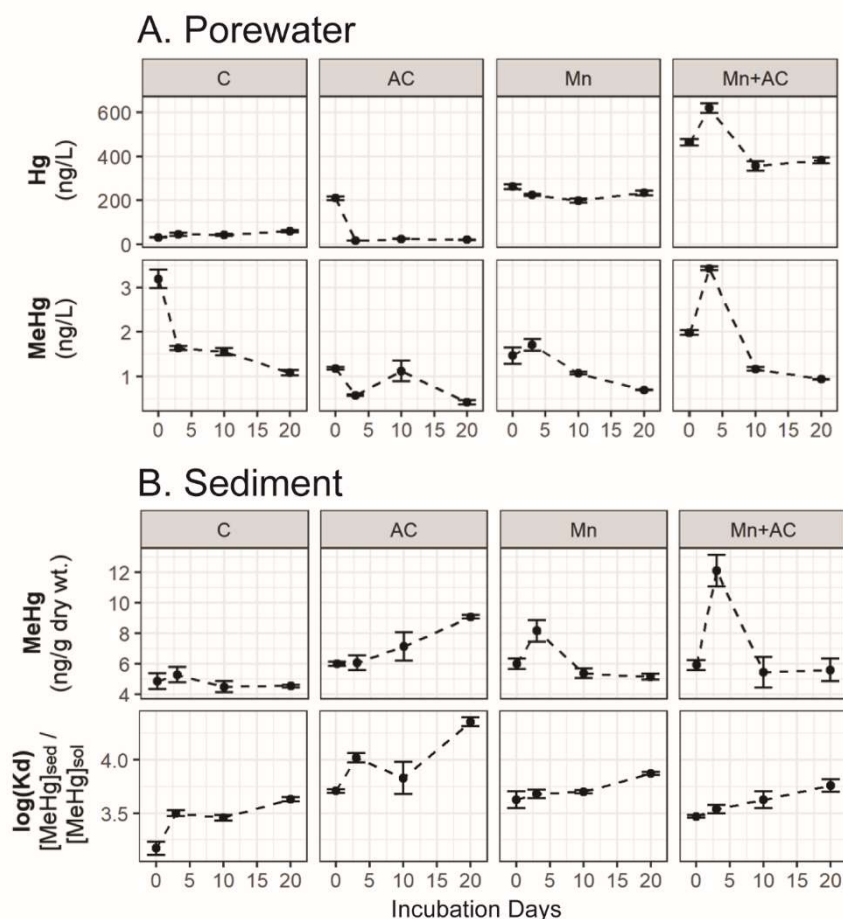 A. Porewater
C AC Mn Mn+AC
Hg
(ng/L)
600
400
200
0
MeHg
(ng/L)
3
2
1
0 5 10 15 20 0 5 10 15 20 0 5 10 15 20 0 5 10 15 20
B. Sediment
C AC Mn Mn+AC
MeHg
(ng/g dry wt.)
12
10
8
6
4
log(Kd)
[MeHg]sed /
[MeHg]sol
4.0
3.5
0 5 10 15 20 0 5 10 15 20 0 5 10 15 20 0 5 10 15 20
Incubation Days